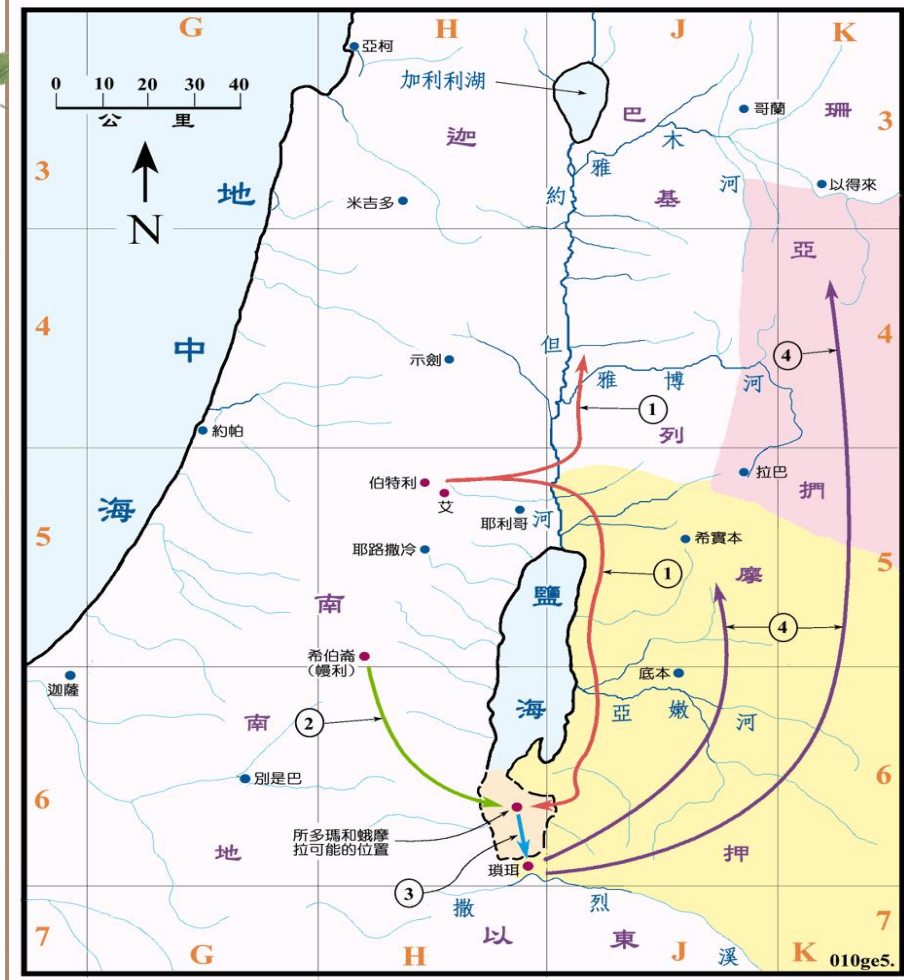 G
H
J
K
亞柯
加利利湖
0 10 20 30 40
公 里
N
迦
巴
哥蘭
珊
3
3
雅 木 河
以得來
地
米吉多
約
基
亞
中
4
4
示劍
但
4
雅 博 河
1
約帕
列
伯特利
艾
拉巴
捫
海
耶利哥
河
5
希實本
5
耶路撒冷
1
鹽
摩
南
希伯崙
(幔利)
4
迦薩
底本
南
2
海
亞 嫩 河
別是巴
6
6
所多瑪和蛾摩
拉可能的位置
地
瑣珥
押
3
撒 烈 溪
7
以 東
7
G
H
J
K
010ge5.